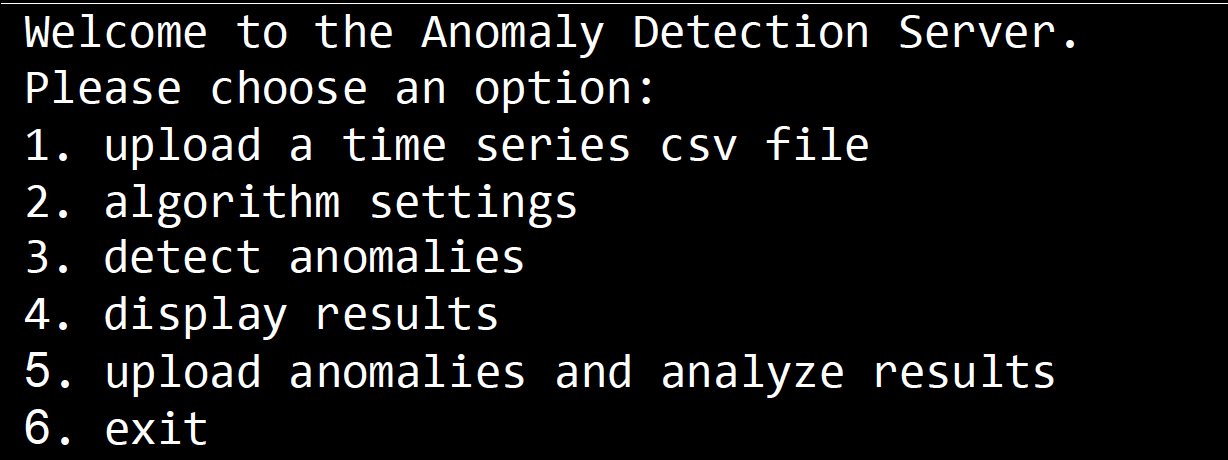 Welcome to the Anomaly Detection Server.
Please choose an option:
1. upload a time series csv file
2. algorithm settings
3. detect anomalies
4. display results
5. upload anomalies and analyze results
6. exit